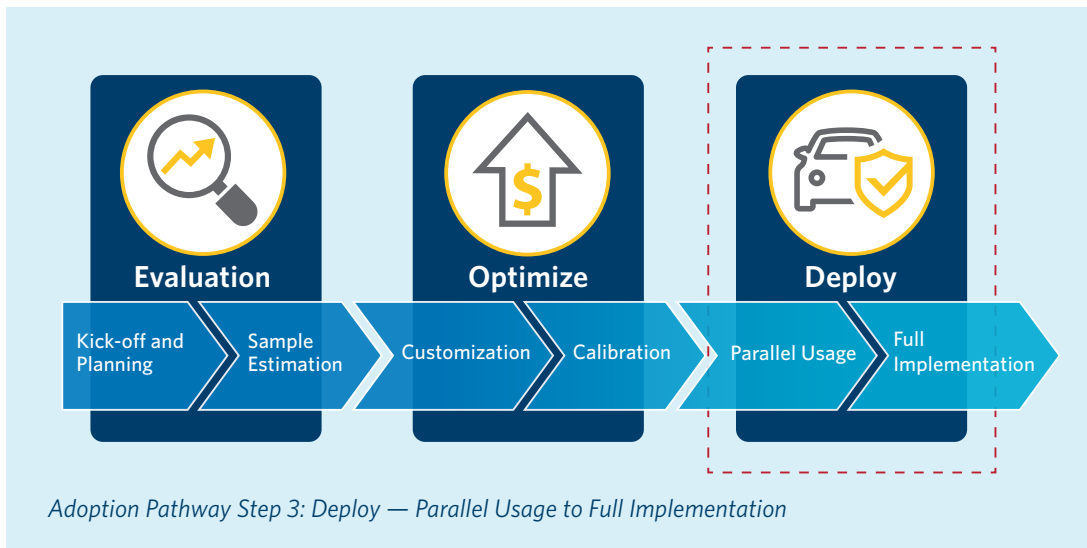 Evaluation
Kick-off and
Planning
Sample
Estimation
$
Optimize
Customization
Calibration
Deploy
Parallel Usage
Full
Implementation
Adoption Pathway Step 3: Deploy — Parallel Usage to Full Implementation